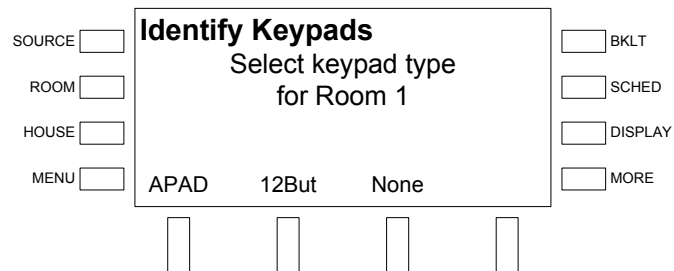 Identify Keypads
Select keypad type
for Room 1
APAD 12But None
SOURCE
ROOM
HOUSE
MENU
BKLT
SCHED
DISPLAY
MORE